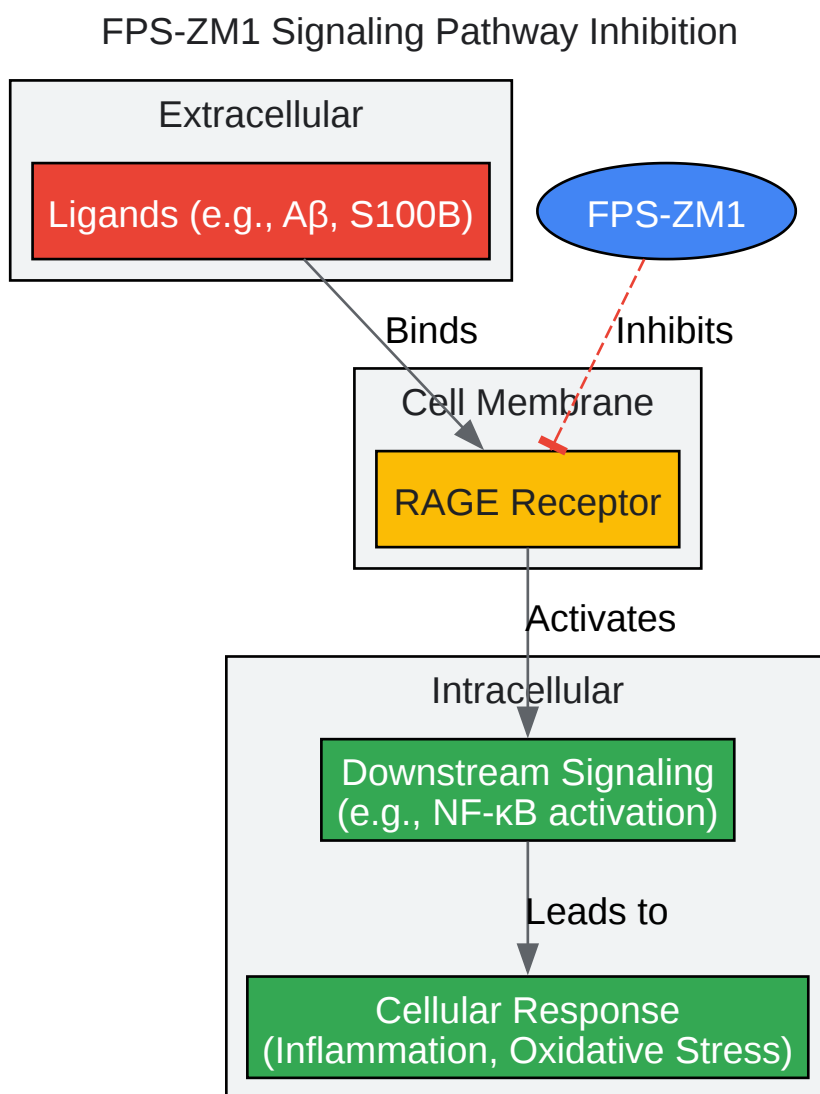 FPS-ZM1 Signaling Pathway Inhibition
Extracellular
Ligands (e.g., Aβ, S100B)
FPS-ZM1
Binds
Inhibits
Cell Membrane
RAGE Receptor
Activates
Intracellular
Downstream Signaling
(e.g., NF-κB activation)
Leads to
Cellular Response
(Inflammation, Oxidative Stress)